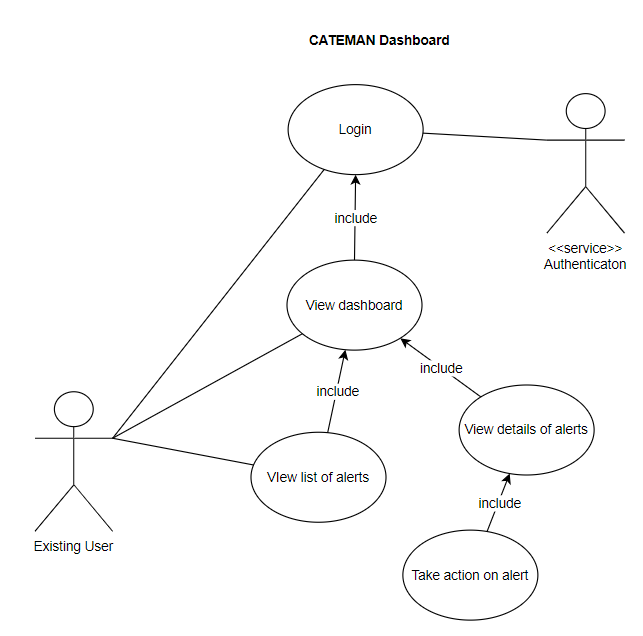 CATEMAN Dashboard
Login
include
<<service>>
Authenticaton
View dashboard
include
include
View details of alerts
VIew list of alerts
include
Existing User
Take action on alert